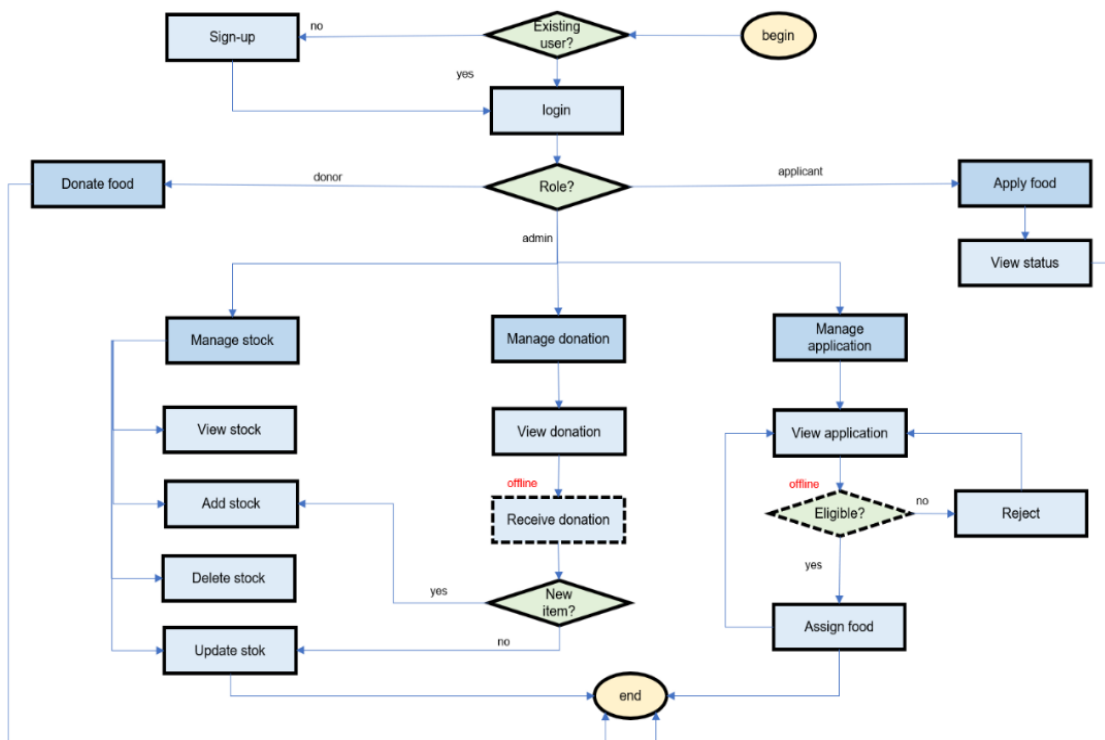 no
Existing
user?
begin
Sign-up
yes
login
Donate food
donor
Role?
applicant
Apply food
admin
View status
Manage stock
Manage donation
Manage
application
View stock
View donation
View application
offline
offline
Add stock
Receive donation
Eligible?
no
Reject
yes
Delete stock
yes
New
item?
Assign food
no
Update stok
end